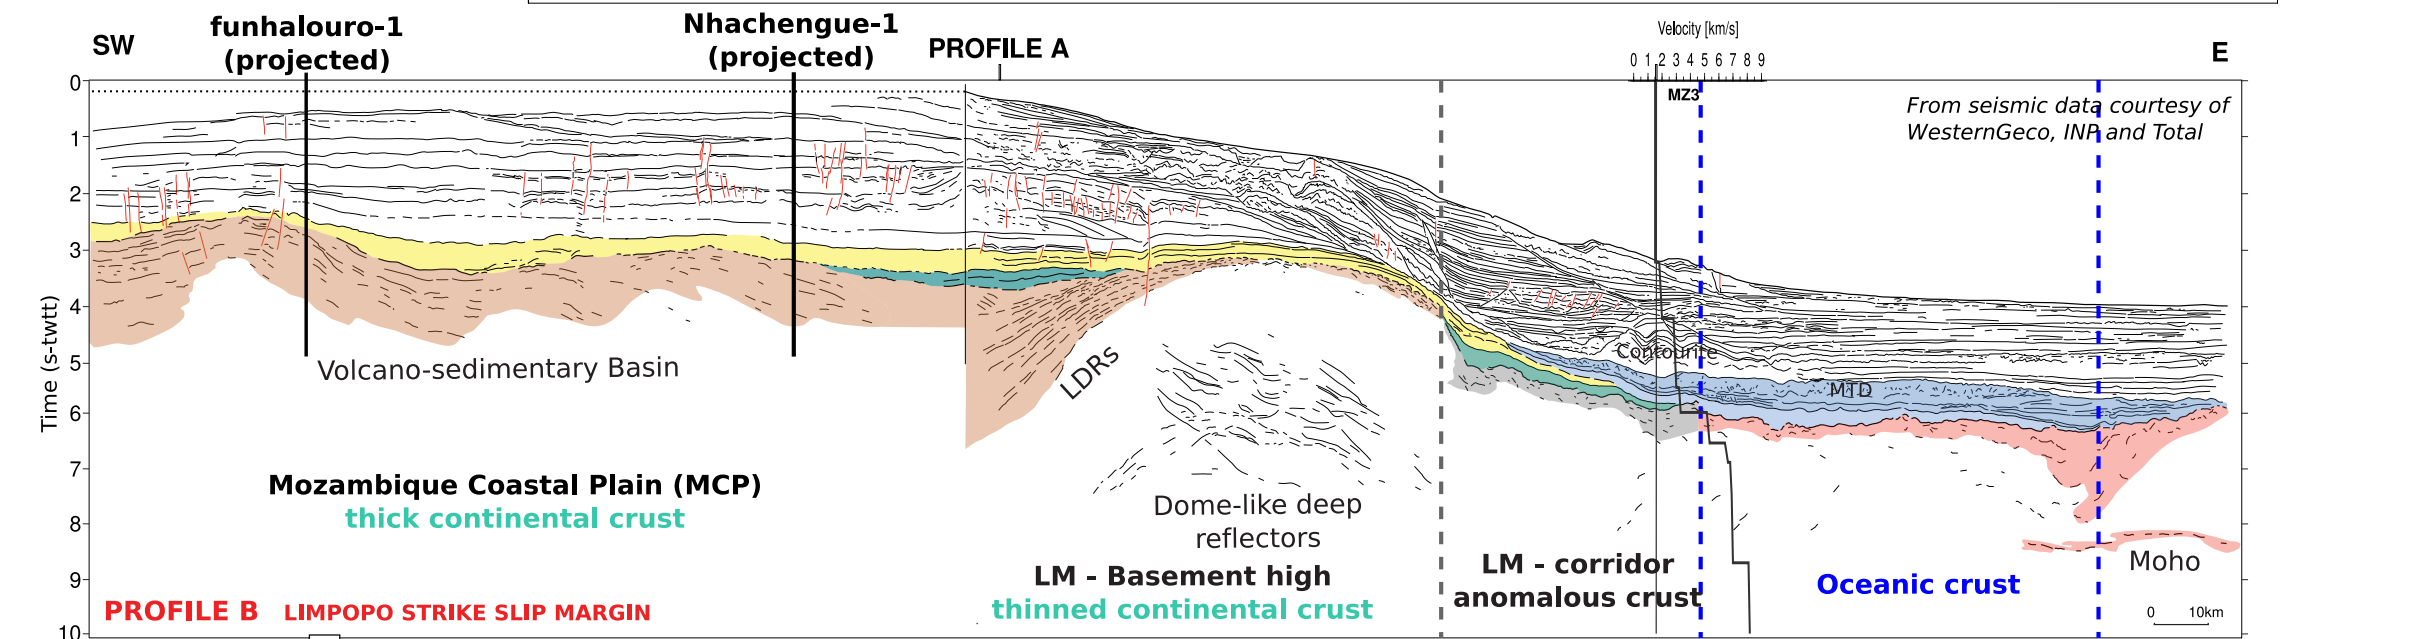 funhalouro-1
(projected)
Nhachengue-1
(projected)
SW
PROFILE A
Velocity [km/s]
0 1 2 3 4 5 6 7 8 9
E
MZ3
From seismic data courtesy of
WesternGeco, INP and Total
0
1
2
3
4
5
6
7
8
9
10
Time (s-twtt)
Volcano-sedimentary Basin
LDRs
Contourite
MTD
Mozambique Coastal Plain (MCP)
thick continental crust
Dome-like deep
reflectors
LM - Basement high
thinned continental crust
LM - corridor
anomalous crust
Oceanic crust
Moho
0 10km
PROFILE B LIMPOPO STRIKE SLIP MARGIN